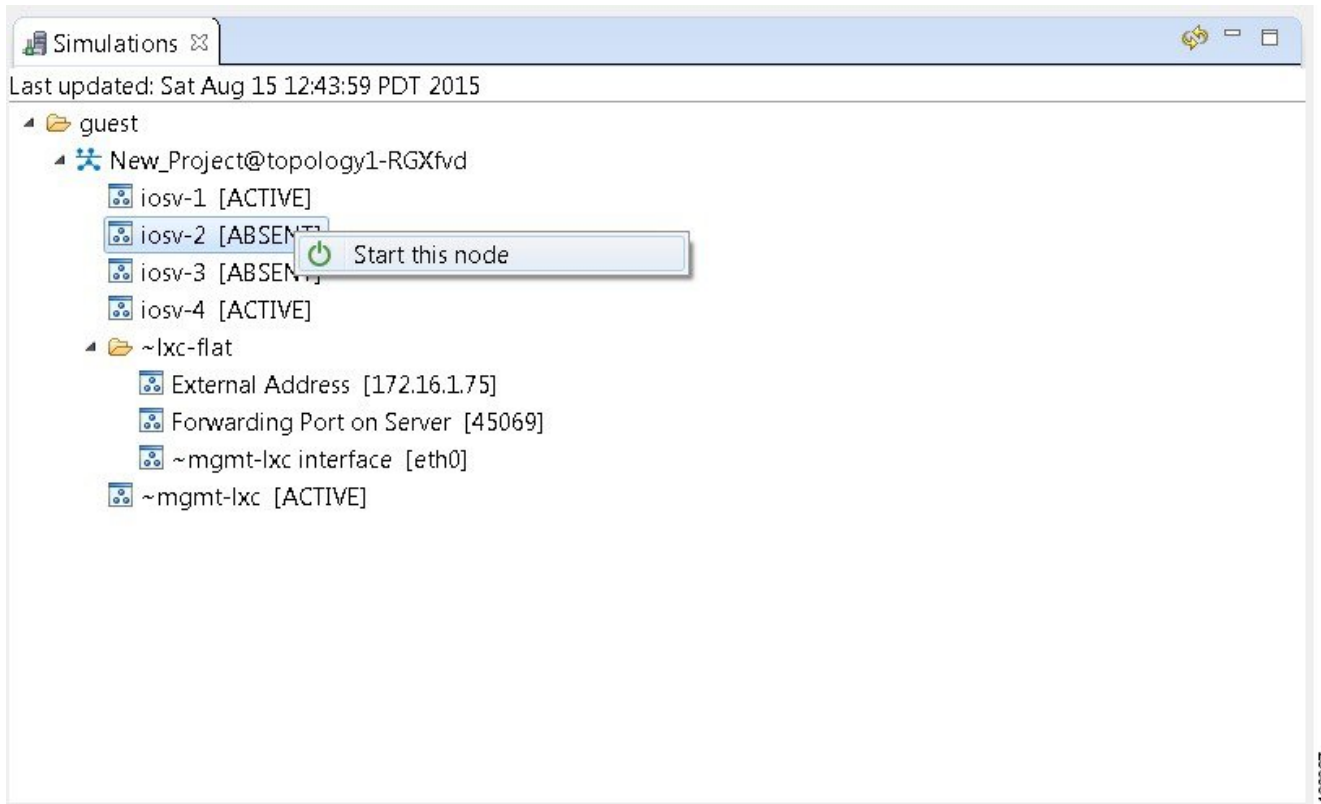 Simulations
Last updated: Sat Aug 15 12:43:59 PDT 2015
guest
New_Project@topology1-RGXfvd
iosv-1 [ACTIVE]
iosv-2 [ABSENT]
Start this node
iosv-3 [ABSENT]
iosv-4 [ACTIVE]
~lxc-flat
External Address [172.16.1.75]
Forwarding Port on Server [45069]
~mgmt-lxc interface [eth0]
~mgmt-lxc [ACTIVE]